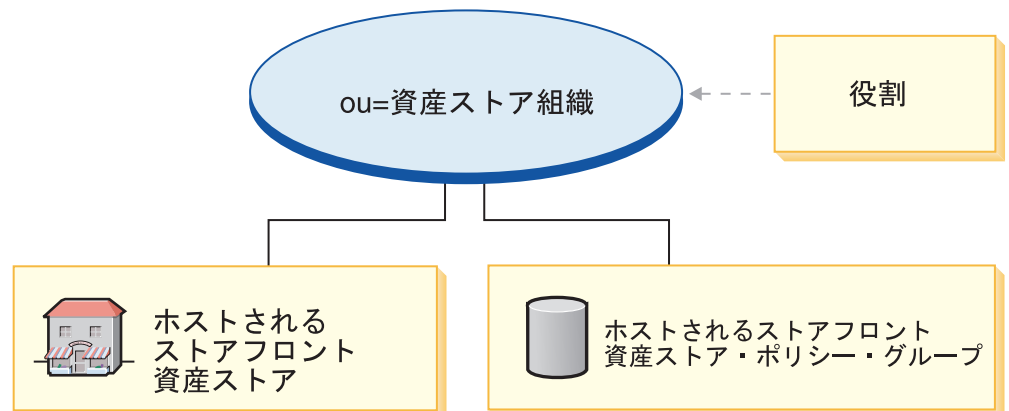 ou=資産ストア組織
役割
ホストされる
ストアフロント
資産ストア
ホストされるストアフロント
資産ストア・ポリシー・グループ